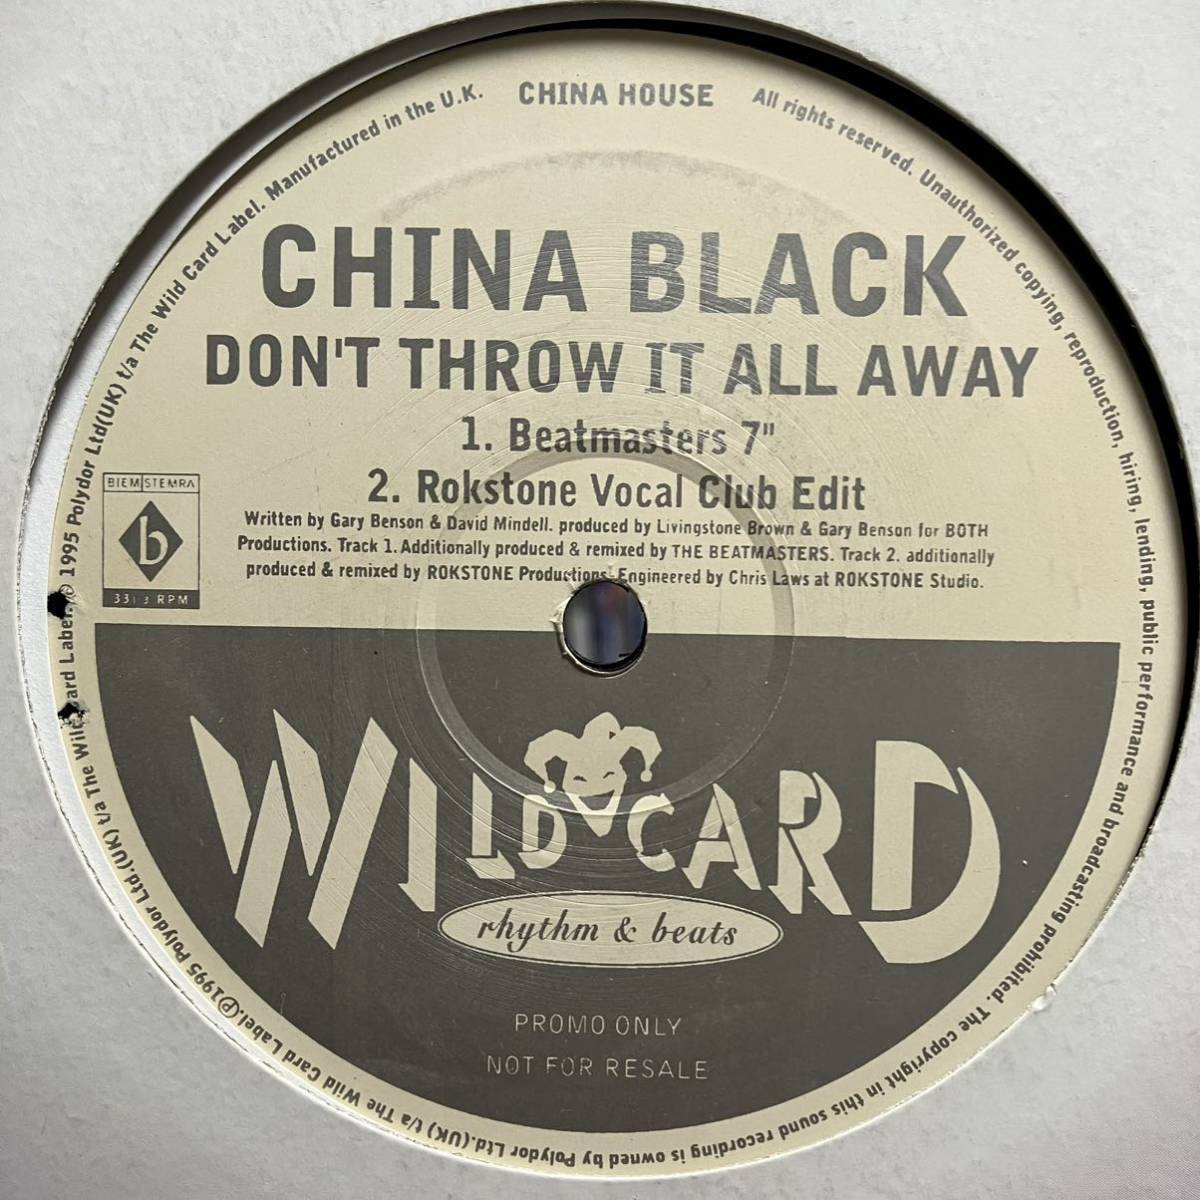 CHINA HOUSE
CHINA BLACK
DON'T THROW IT ALL AWAY
1. Beatmasters 7"
2. Rokstone Vocal Club Edit
Written by Gary Benson & David Mindell. produced by Livingstone Brown & Gary Benson for BOTH
Productions. Track 1. Additionally produced & remixed by THE BEATMASTERS. Track 2. additionally
produced & remixed by ROKSTONE Productions. Engineered by Chris Laws at ROKSTONE Studio.
BIEM/STEMRA
b
33 1/3 RPM
WILD CARD
rhythm & beats
PROMO ONLY
NOT FOR RESALE
All rights reserved. Unauthorized copying, reproduction, hiring, lending, public performance and broadcasting prohibited. The copyright in this sound recording is owned by Polydor Ltd.(UK) t/a The Wild Card Label. ℗ 1995 Polydor Ltd.(UK) t/a The Wild Card Label. © 1995 Polydor Ltd(UK) t/a The Wild Card Label. Manufactured in the U.K.